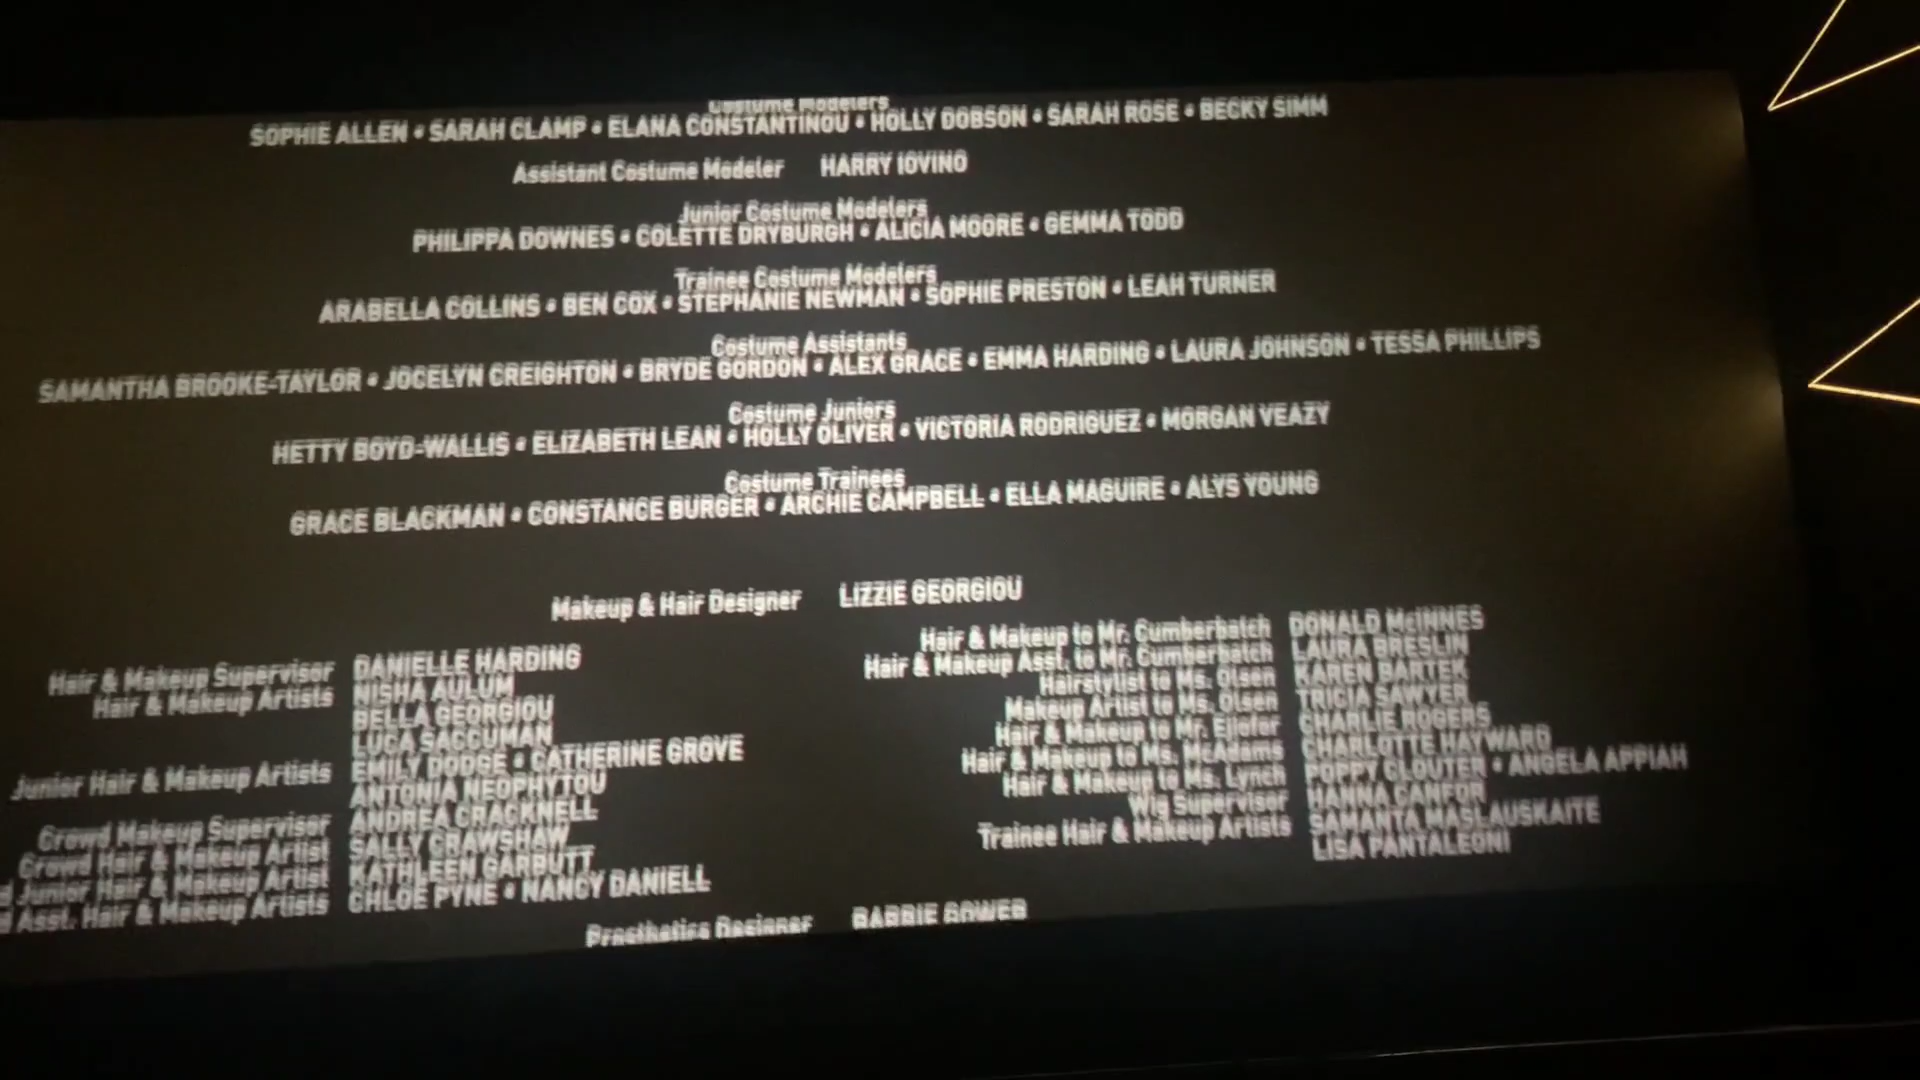 Costume Modelers
SOPHIE ALLEN • SARAH CLAMP • ELANA CONSTANTINOU • HOLLY DOBSON • SARAH ROSE • BECKY SIMM
Assistant Costume Modeler HARRY IOVINO
Junior Costume Modelers
PHILIPPA DOWNES • COLETTE DRYBURGH • ALICIA MOORE • GEMMA TODD
Trainee Costume Modelers
ARABELLA COLLINS • BEN COX • STEPHANIE NEWMAN • SOPHIE PRESTON • LEAH TURNER
Costume Assistants
SAMANTHA BROOKE-TAYLOR • JOCELYN CREIGHTON • BRYDE GORDON • ALEX GRACE • EMMA HARDING • LAURA JOHNSON • TESSA PHILLIPS
Costume Juniors
HETTY BOYD-WALLIS • ELIZABETH LEAN • HOLLY OLIVER • VICTORIA RODRIGUEZ • MORGAN VEAZY
Costume Trainees
GRACE BLACKMAN • CONSTANCE BURGER • ARCHIE CAMPBELL • ELLA MAGUIRE • ALYS YOUNG
Makeup & Hair Designer LIZZIE GEORGIOU
Hair & Makeup Supervisor DANIELLE HARDING
Hair & Makeup Artists NISHA AULUM
BELLA GEORGIOU
LUCA SACCUMAN
Junior Hair & Makeup Artists EMILY DODGE • CATHERINE GROVE
ANTONIA NEOPHYTOU
Crowd Makeup Supervisor ANDREA CRACKNELL
Crowd Hair & Makeup Artist SALLY CRAWSHAW
Junior Hair & Makeup Artist KATHLEEN GARBUTT
Asst. Hair & Makeup Artists CHLOE PYNE • NANCY DANIELL
Hair & Makeup to Mr. Cumberbatch DONALD McINNES
Hair & Makeup Asst. to Mr. Cumberbatch LAURA BRESLIN
Hairstylist to Ms. Olsen KAREN BARTEK
Makeup Artist to Ms. Olsen TRICIA SAWYER
Hair & Makeup to Mr. Ejiofor CHARLIE ROGERS
Hair & Makeup to Ms. McAdams CHARLOTTE HAYWARD
Hair & Makeup to Ms. Lynch POPPY CLOUTER • ANGELA APPIAH
Wig Supervisor HANNA CANFOR
Trainee Hair & Makeup Artists SAMANTA MASLAUSKAITE
LISA PANTALEONI
Prosthetics Designer BARRIE GOWER